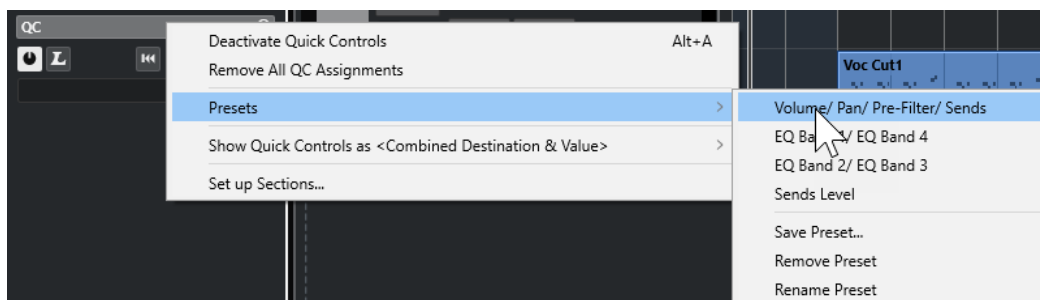 QC
L
Deactivate Quick Controls Alt+A
Remove All QC Assignments
Presets
Show Quick Controls as <Combined Destination & Value>
Set up Sections...
Voc Cut1
Volume/ Pan/ Pre-Filter/ Sends
EQ EQ Band 4
EQ Band 2/ EQ Band 3
Sends Level
Save Preset...
Remove Preset
Rename Preset